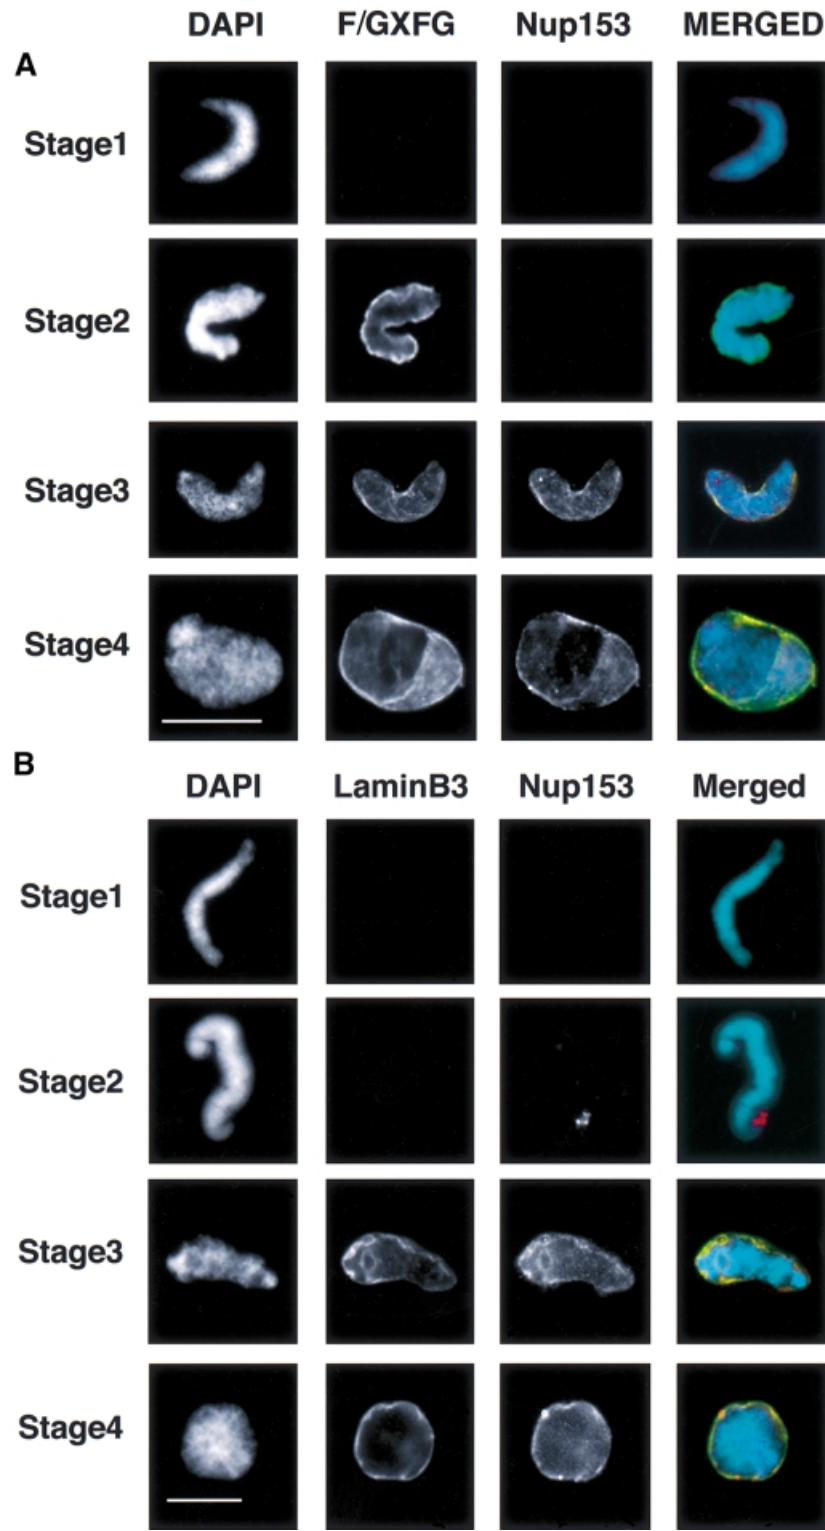 DAPI F/GXFG Nup153 MERGED
A
Stage1
Stage2
Stage3
Stage4
B
DAPI LaminB3 Nup153 Merged
Stage1
Stage2
Stage3
Stage4